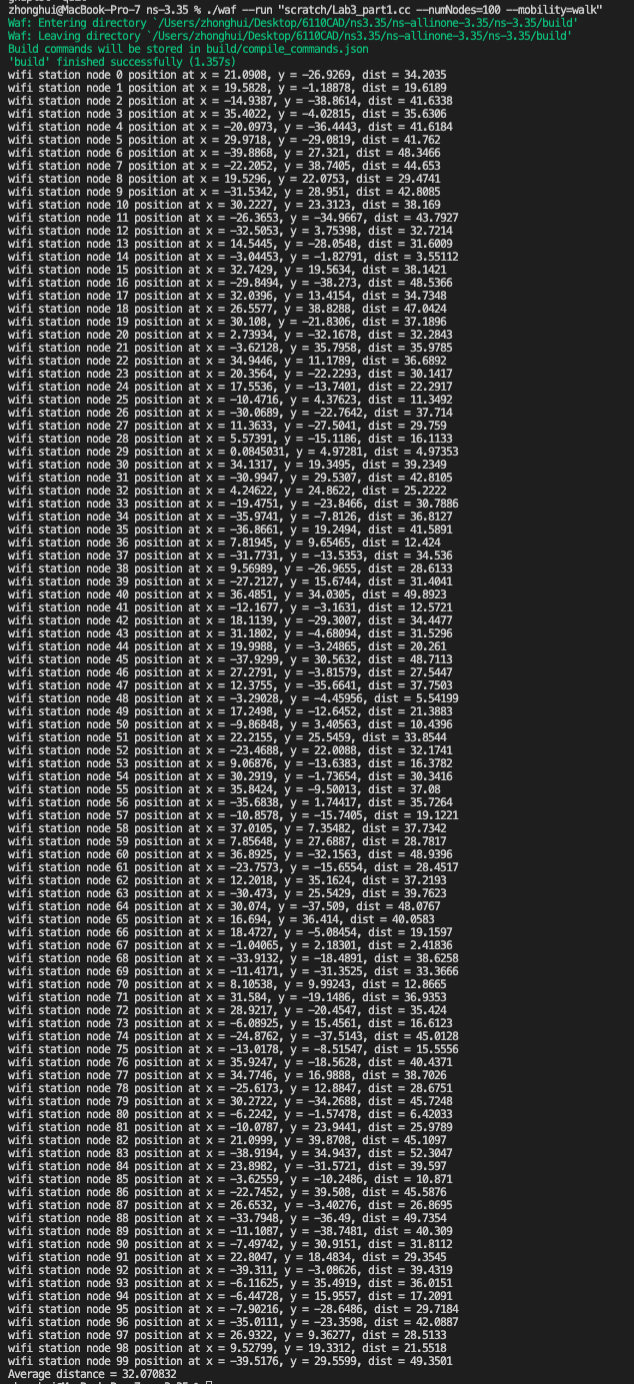 zhonghui@MacBook-Pro-7 ns-3.35 % ./waf --run "scratch/Lab3_part1.cc --numNodes=100 --mobility=walk"
Waf: Entering directory `/Users/zhonghui/Desktop/6110CAD/ns3.35/ns-allinone-3.35/ns-3.35/build'
Waf: Leaving directory `/Users/zhonghui/Desktop/6110CAD/ns3.35/ns-allinone-3.35/ns-3.35/build'
Build commands will be stored in build/compile_commands.json
'build' finished successfully (1.357s)
wifi station node 0 position at x = 21.0908, y = -26.9269, dist = 34.2035
wifi station node 1 position at x = 19.5828, y = -1.18878, dist = 19.6189
wifi station node 2 position at x = -14.9387, y = -38.8614, dist = 41.6338
wifi station node 3 position at x = 35.4022, y = -4.02815, dist = 35.6306
wifi station node 4 position at x = -20.0973, y = -36.4443, dist = 41.6184
wifi station node 5 position at x = 29.9718, y = -29.0819, dist = 41.762
wifi station node 6 position at x = -39.8868, y = 27.321, dist = 48.3466
wifi station node 7 position at x = -22.2052, y = 38.7405, dist = 44.653
wifi station node 8 position at x = 19.5296, y = 22.0753, dist = 29.4741
wifi station node 9 position at x = -31.5342, y = 28.951, dist = 42.8085
wifi station node 10 position at x = 30.2227, y = 23.3123, dist = 38.169
wifi station node 11 position at x = -26.3653, y = -34.9667, dist = 43.7927
wifi station node 12 position at x = -32.5053, y = 3.75398, dist = 32.7214
wifi station node 13 position at x = 14.5445, y = -28.0548, dist = 31.6009
wifi station node 14 position at x = -3.04453, y = -1.82791, dist = 3.55112
wifi station node 15 position at x = 32.7429, y = 19.5634, dist = 38.1421
wifi station node 16 position at x = -29.8494, y = -38.273, dist = 48.5366
wifi station node 17 position at x = 32.0396, y = 13.4154, dist = 34.7348
wifi station node 18 position at x = 26.5577, y = 38.8288, dist = 47.0424
wifi station node 19 position at x = 30.108, y = -21.8306, dist = 37.1896
wifi station node 20 position at x = 2.73934, y = -32.1678, dist = 32.2843
wifi station node 21 position at x = -3.62128, y = 35.7958, dist = 35.9785
wifi station node 22 position at x = 34.9446, y = 11.1789, dist = 36.6892
wifi station node 23 position at x = 20.3564, y = -22.2293, dist = 30.1417
wifi station node 24 position at x = 17.5536, y = -13.7401, dist = 22.2917
wifi station node 25 position at x = -10.4716, y = 4.37623, dist = 11.3492
wifi station node 26 position at x = -30.0689, y = -22.7642, dist = 37.714
wifi station node 27 position at x = 11.3633, y = -27.5041, dist = 29.759
wifi station node 28 position at x = 5.57391, y = -15.1186, dist = 16.1133
wifi station node 29 position at x = 0.0845031, y = 4.97281, dist = 4.97353
wifi station node 30 position at x = 34.1317, y = 19.3495, dist = 39.2349
wifi station node 31 position at x = -30.9947, y = 29.5307, dist = 42.8105
wifi station node 32 position at x = 4.24622, y = 24.8622, dist = 25.2222
wifi station node 33 position at x = -19.4751, y = -23.8466, dist = 30.7886
wifi station node 34 position at x = -35.9741, y = -7.8126, dist = 36.8127
wifi station node 35 position at x = -36.8661, y = 19.2494, dist = 41.5891
wifi station node 36 position at x = 7.81945, y = 9.65465, dist = 12.424
wifi station node 37 position at x = -31.7731, y = -13.5353, dist = 34.536
wifi station node 38 position at x = 9.56989, y = -26.9655, dist = 28.6133
wifi station node 39 position at x = -27.2127, y = 15.6744, dist = 31.4041
wifi station node 40 position at x = 36.4851, y = 34.0305, dist = 49.8923
wifi station node 41 position at x = -12.1677, y = -3.1631, dist = 12.5721
wifi station node 42 position at x = 18.1139, y = -29.3007, dist = 34.4477
wifi station node 43 position at x = 31.1802, y = -4.68094, dist = 31.5296
wifi station node 44 position at x = 19.9988, y = -3.24865, dist = 20.261
wifi station node 45 position at x = -37.9299, y = 30.5632, dist = 48.7113
wifi station node 46 position at x = 27.2791, y = -3.81579, dist = 27.5447
wifi station node 47 position at x = 12.3755, y = -35.6641, dist = 37.7503
wifi station node 48 position at x = -3.29028, y = -4.45956, dist = 5.54199
wifi station node 49 position at x = 17.2498, y = -12.6452, dist = 21.3883
wifi station node 50 position at x = -9.86848, y = 3.40563, dist = 10.4396
wifi station node 51 position at x = 22.2155, y = 25.5459, dist = 33.8544
wifi station node 52 position at x = -23.4688, y = 22.0088, dist = 32.1741
wifi station node 53 position at x = 9.06876, y = -13.6383, dist = 16.3782
wifi station node 54 position at x = 30.2919, y = -1.73654, dist = 30.3416
wifi station node 55 position at x = 35.8424, y = -9.50013, dist = 37.08
wifi station node 56 position at x = -35.6838, y = 1.74417, dist = 35.7264
wifi station node 57 position at x = -10.8578, y = -15.7405, dist = 19.1221
wifi station node 58 position at x = 37.0105, y = 7.35482, dist = 37.7342
wifi station node 59 position at x = 7.85648, y = 27.6887, dist = 28.7817
wifi station node 60 position at x = 36.8925, y = -32.1563, dist = 48.9396
wifi station node 61 position at x = -23.7573, y = -15.6554, dist = 28.4517
wifi station node 62 position at x = 12.2018, y = 35.1624, dist = 37.2193
wifi station node 63 position at x = -30.473, y = 25.5429, dist = 39.7623
wifi station node 64 position at x = 30.074, y = -37.509, dist = 48.0767
wifi station node 65 position at x = 16.694, y = 36.414, dist = 40.0583
wifi station node 66 position at x = 18.4727, y = -5.08454, dist = 19.1597
wifi station node 67 position at x = -1.04065, y = 2.18301, dist = 2.41836
wifi station node 68 position at x = -33.9132, y = -18.4891, dist = 38.6258
wifi station node 69 position at x = -11.4171, y = -31.3525, dist = 33.3666
wifi station node 70 position at x = 8.10538, y = 9.99243, dist = 12.8665
wifi station node 71 position at x = 31.584, y = -19.1486, dist = 36.9353
wifi station node 72 position at x = 28.9217, y = -20.4547, dist = 35.424
wifi station node 73 position at x = -6.08925, y = 15.4561, dist = 16.6123
wifi station node 74 position at x = -24.8762, y = -37.5143, dist = 45.0128
wifi station node 75 position at x = -13.0178, y = -8.51547, dist = 15.5556
wifi station node 76 position at x = 35.9247, y = -18.5628, dist = 40.4371
wifi station node 77 position at x = 34.7746, y = 16.9888, dist = 38.7026
wifi station node 78 position at x = -25.6173, y = 12.8847, dist = 28.6751
wifi station node 79 position at x = 30.2722, y = -34.2688, dist = 45.7248
wifi station node 80 position at x = -6.2242, y = -1.57478, dist = 6.42033
wifi station node 81 position at x = -10.0787, y = 23.9441, dist = 25.9789
wifi station node 82 position at x = 21.0999, y = 39.8708, dist = 45.1097
wifi station node 83 position at x = -38.9194, y = 34.9437, dist = 52.3047
wifi station node 84 position at x = 23.8982, y = -31.5721, dist = 39.597
wifi station node 85 position at x = -3.62559, y = -10.2486, dist = 10.871
wifi station node 86 position at x = -22.7452, y = 39.508, dist = 45.5876
wifi station node 87 position at x = 26.6532, y = -3.40276, dist = 26.8695
wifi station node 88 position at x = -33.7948, y = -36.49, dist = 49.7354
wifi station node 89 position at x = -11.1087, y = -38.7481, dist = 40.309
wifi station node 90 position at x = -7.49742, y = 30.9151, dist = 31.8112
wifi station node 91 position at x = 22.8047, y = 18.4834, dist = 29.3545
wifi station node 92 position at x = -39.311, y = -3.08626, dist = 39.4319
wifi station node 93 position at x = -6.11625, y = 35.4919, dist = 36.0151
wifi station node 94 position at x = -6.44728, y = 15.9557, dist = 17.2091
wifi station node 95 position at x = -7.90216, y = -28.6486, dist = 29.7184
wifi station node 96 position at x = -35.0111, y = -23.3598, dist = 42.0887
wifi station node 97 position at x = 26.9322, y = 9.36277, dist = 28.5133
wifi station node 98 position at x = 9.52799, y = 19.3312, dist = 21.5518
wifi station node 99 position at x = -39.5176, y = 29.5599, dist = 49.3501
Average distance = 32.070832